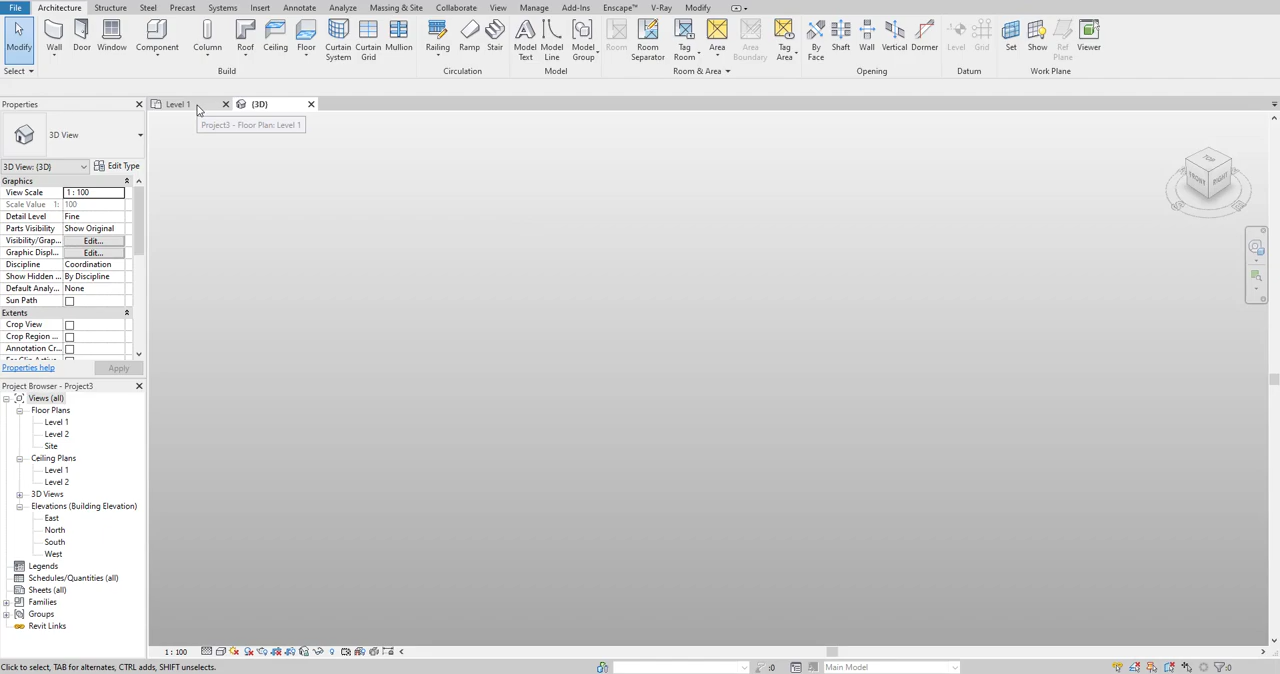 File Architecture Structure Steel Precast Systems Insert Annotate Analyze Massing & Site Collaborate View Manage Add-Ins Enscape™ V-Ray Modify
Modify Wall Door Window Component Column Roof Ceiling Floor Curtain System Curtain Grid Mullion Railing Ramp Stair Model Text Model Line Model Group Room Room Separator Tag Room Area Area Boundary Tag Area By Face Shaft Wall Vertical Dormer Level Grid Set Show Ref Plane Viewer
Select Build Circulation Model Room & Area Opening Datum Work Plane
Properties
Level 1 {3D}
Project3 - Floor Plan: Level 1
3D View
3D View: {3D} Edit Type
Graphics
View Scale 1 : 100
Scale Value 1: 100
Detail Level Fine
Parts Visibility Show Original
Visibility/Grap... Edit...
Graphic Displ... Edit...
Discipline Coordination
Show Hidden ... By Discipline
Default Analy... None
Sun Path
Extents
Crop View
Crop Region ...
Annotation Cr...
Properties help Apply
Project Browser - Project3
Views (all)
Floor Plans
Level 1
Level 2
Site
Ceiling Plans
Level 1
Level 2
3D Views
Elevations (Building Elevation)
East
North
South
West
Legends
Schedules/Quantities (all)
Sheets (all)
Families
Groups
Revit Links
TOP
FRONT RIGHT
1 : 100
Click to select, TAB for alternates, CTRL adds, SHIFT unselects.
:0 Main Model :0